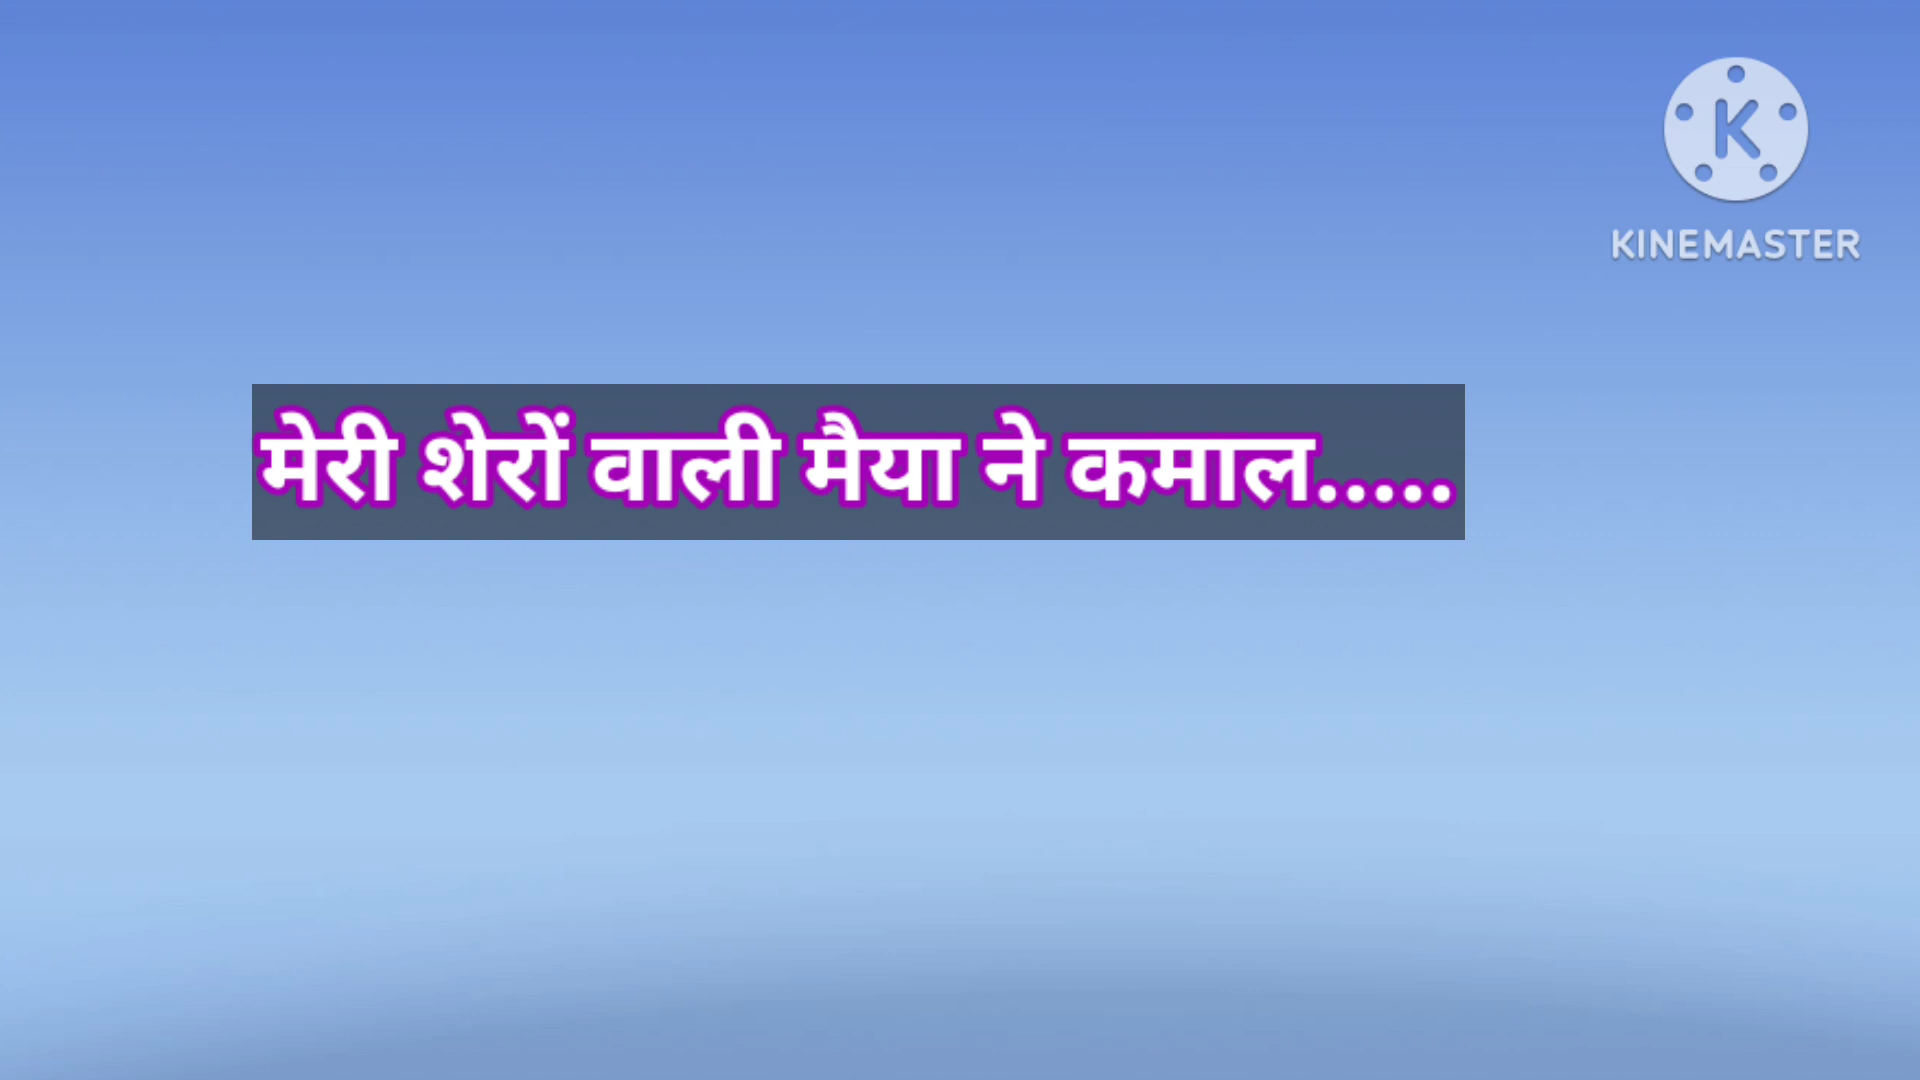 K
KINEMASTER
मेरी शेरों वाली मैया ने कमाल.....